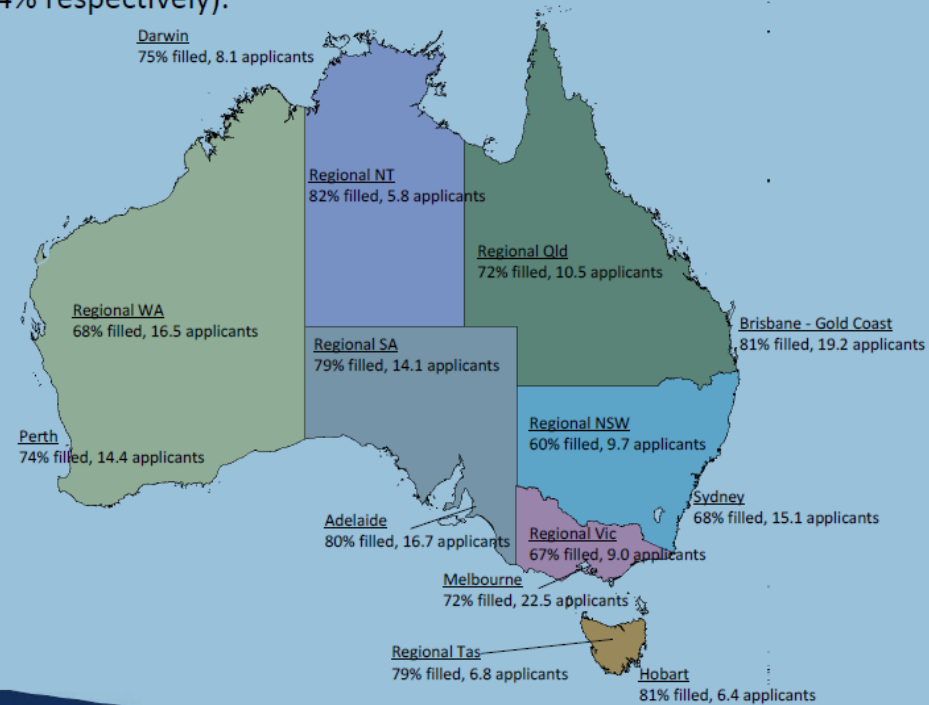 4% respectively).
Darwin
75% filled, 8.1 applicants
Regional NT
82% filled, 5.8 applicants
Regional Qld
72% filled, 10.5 applicants
Regional WA
68% filled, 16.5 applicants
Brisbane - Gold Coast
81% filled, 19.2 applicants
Regional SA
79% filled, 14.1 applicants
Regional NSW
60% filled, 9.7 applicants
Perth
74% filled, 14.4 applicants
Sydney
68% filled, 15.1 applicants
Adelaide
80% filled, 16.7 applicants
Regional Vic
67% filled, 9.0 applicants
Melbourne
72% filled, 22.5 applicants
Regional Tas
79% filled, 6.8 applicants
Hobart
81% filled, 6.4 applicants